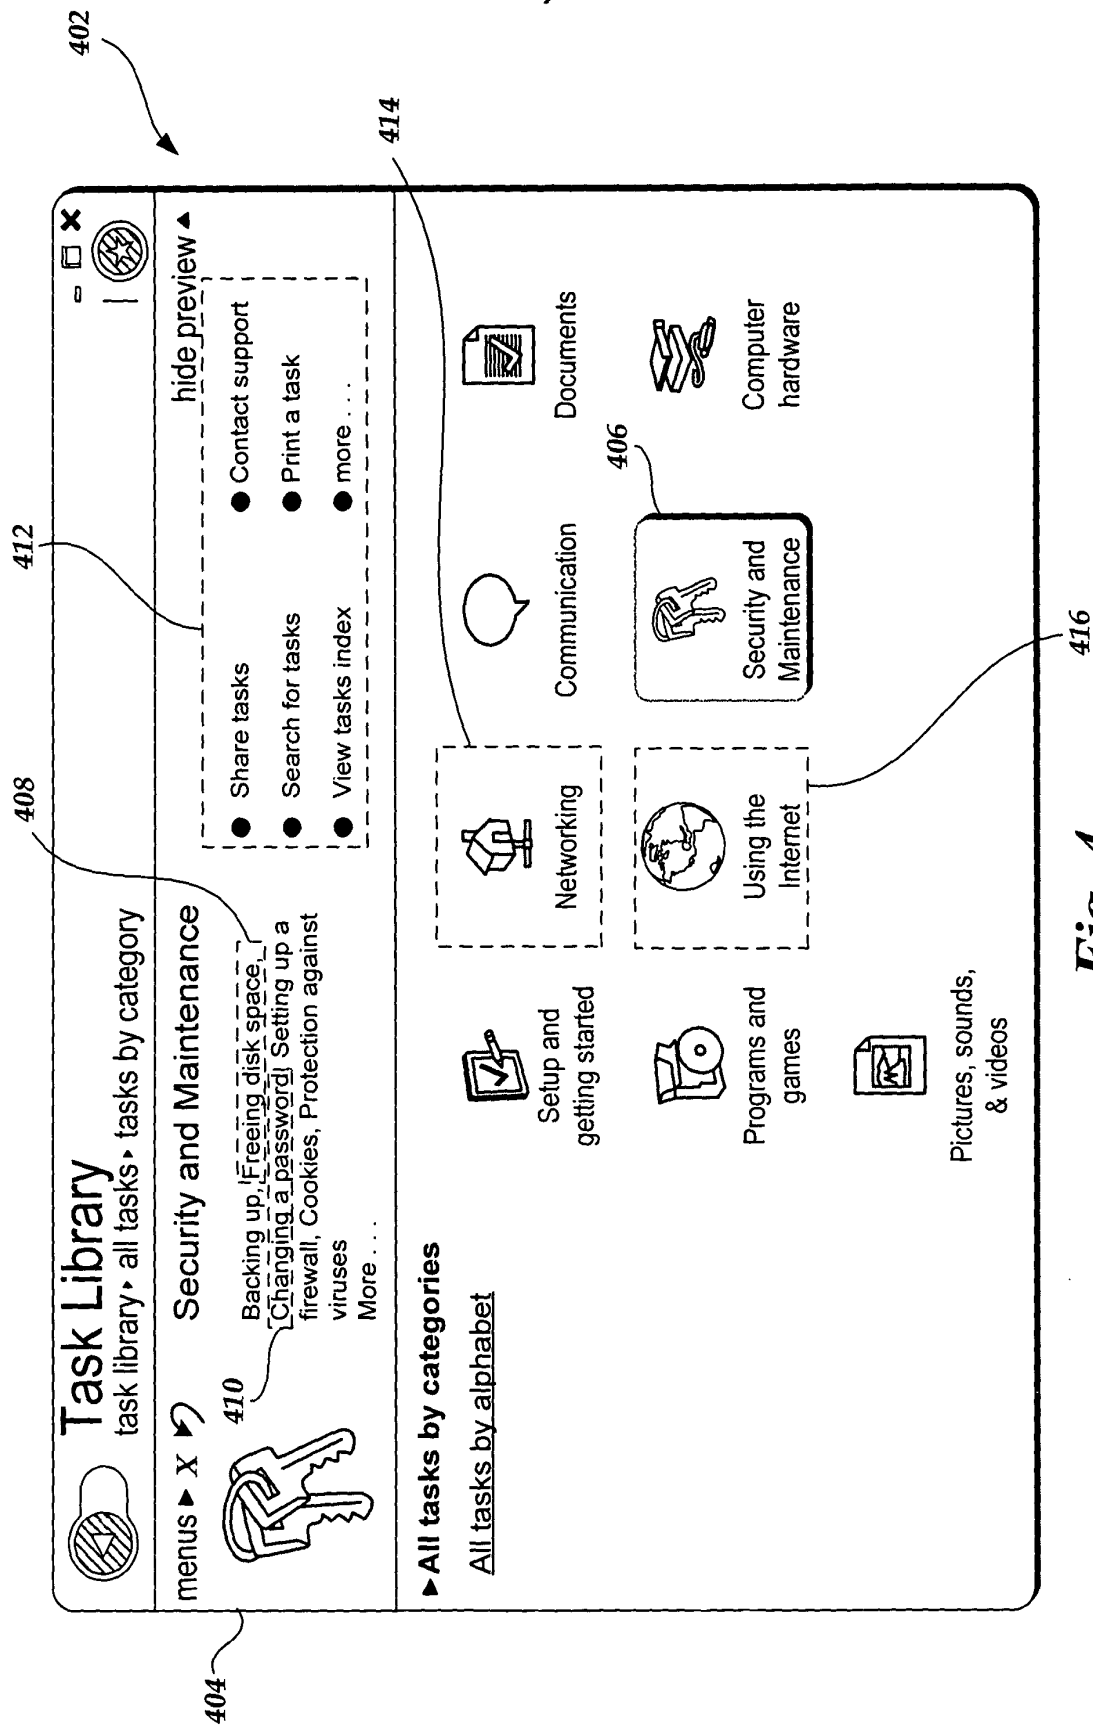 402
Task Library
task library ▸ all tasks ▸ tasks by category
menus ▸ X
Security and Maintenance
hide preview ▴
404
410
408
412
414
Backing up, Freeing disk space,
Changing a password, Setting up a
firewall, Cookies, Protection against
viruses
More . . . .
● Share tasks
● Search for tasks
● View tasks index
● Contact support
● Print a task
● more . . . .
▸ All tasks by categories
All tasks by alphabet
Setup and
getting started
Networking
Communication
Documents
406
Programs and
games
Using the
Internet
Security and
Maintenance
Computer
hardware
Pictures, sounds,
& videos
416